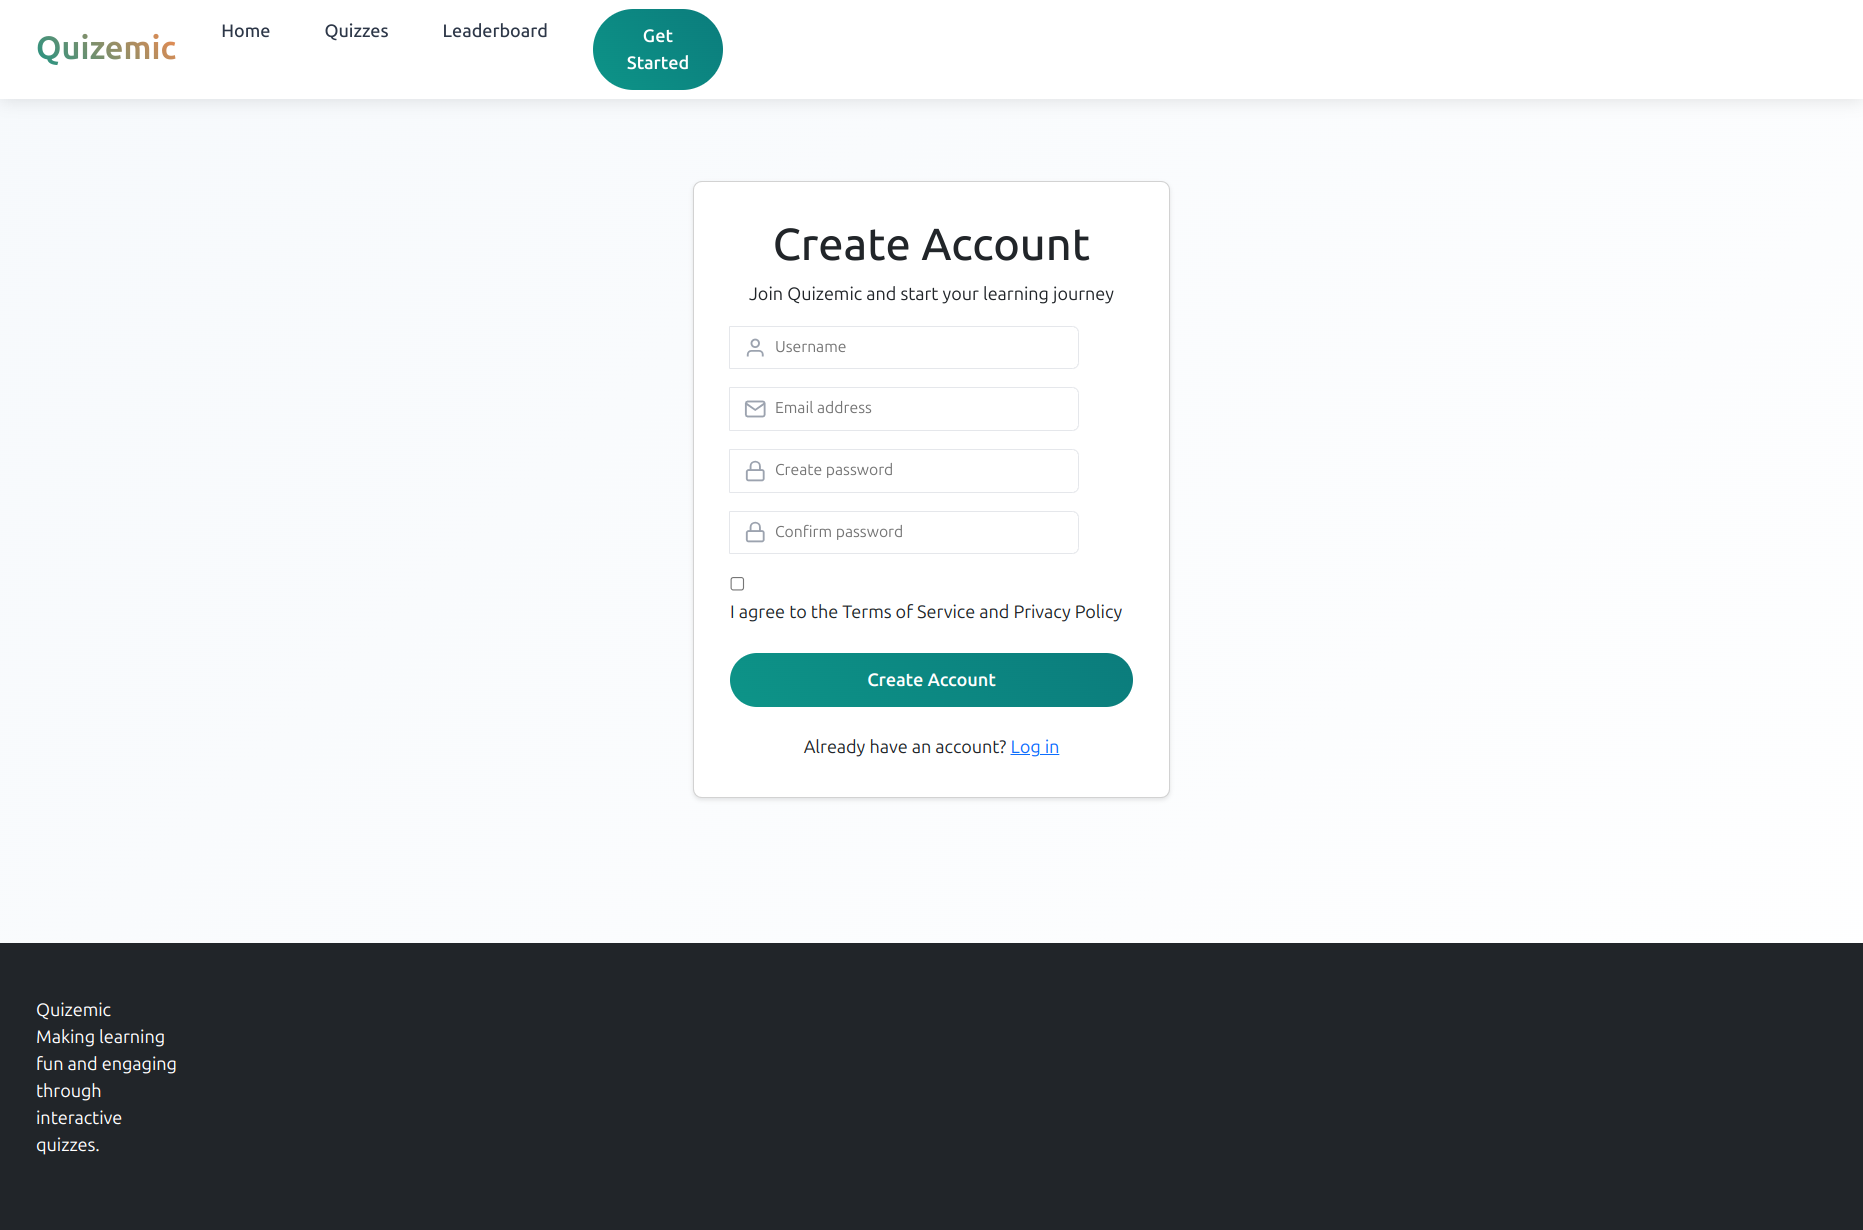 Quizemic
Home
Quizzes
Leaderboard
Get
Started
Create Account
Join Quizemic and start your learning journey
Username
Email address
Create password
Confirm password
I agree to the Terms of Service and Privacy Policy
Create Account
Already have an account? Log in
Quizemic
Making learning
fun and engaging
through
interactive
quizzes.